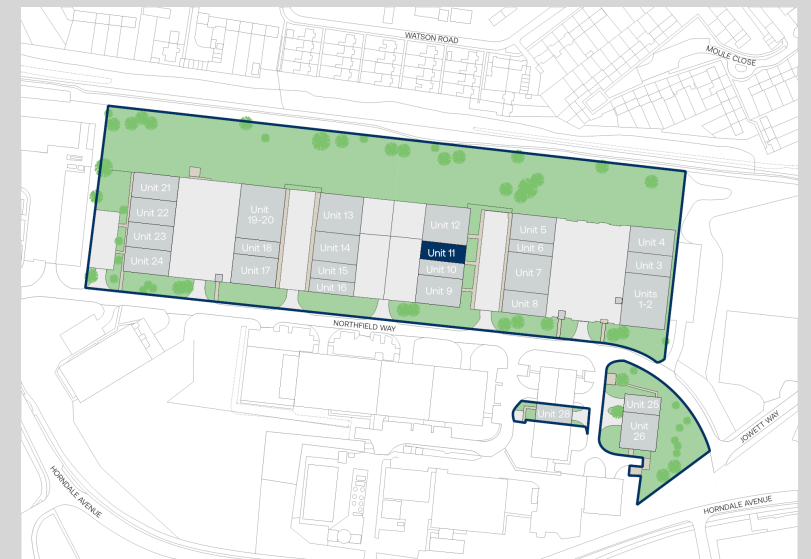 WATSON ROAD
MOULE CLOSE
Unit 21
Unit 22
Unit 23
Unit 24
Unit
19-20
Unit 18
Unit 17
Unit 13
Unit 14
Unit 15
Unit 16
Unit 12
Unit 11
Unit 10
Unit 9
Unit 5
Unit 6
Unit 7
Unit 8
Unit 4
Unit 3
Units
1-2
NORTHFIELD WAY
Unit 28
Unit 25
Unit
26
JOWETT WAY
HORNDALE AVENUE
HORNDALE AVENUE